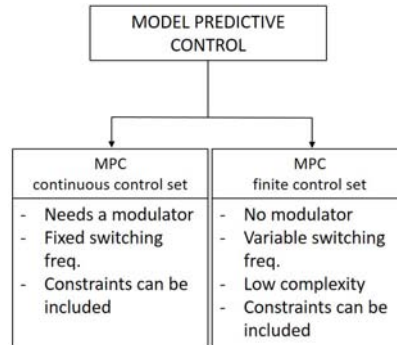 MODEL PREDICTIVE
CONTROL
MPC
continuous control set
- Needs a modulator
- Fixed switching
freq.
- Constraints can be
included
MPC
finite control set
- No modulator
- Variable switching
freq.
- Low complexity
- Constraints can be
included